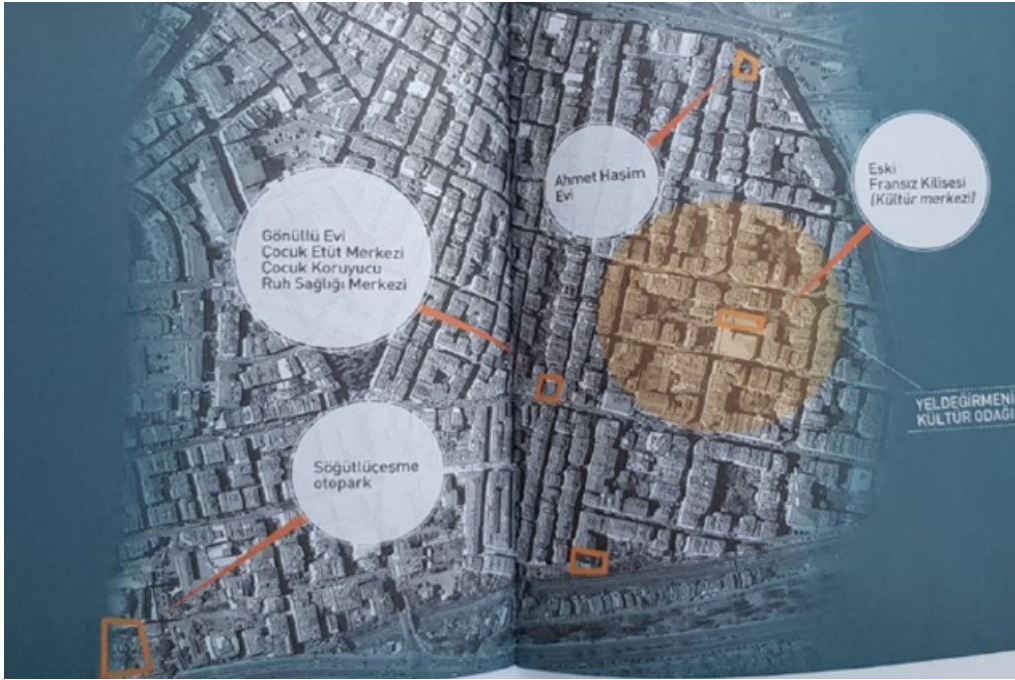 Ahmet Haşim
Evi
Eski
Fransız Kilisesi
(Kültür merkezi)
Gönüllü Evi
Çocuk Etüt Merkezi
Çocuk Koruyucu
Ruh Sağlığı Merkezi
YELDEĞİRMENİ
KÜLTÜR ODAĞI
Söğütlüçeşme
otopark